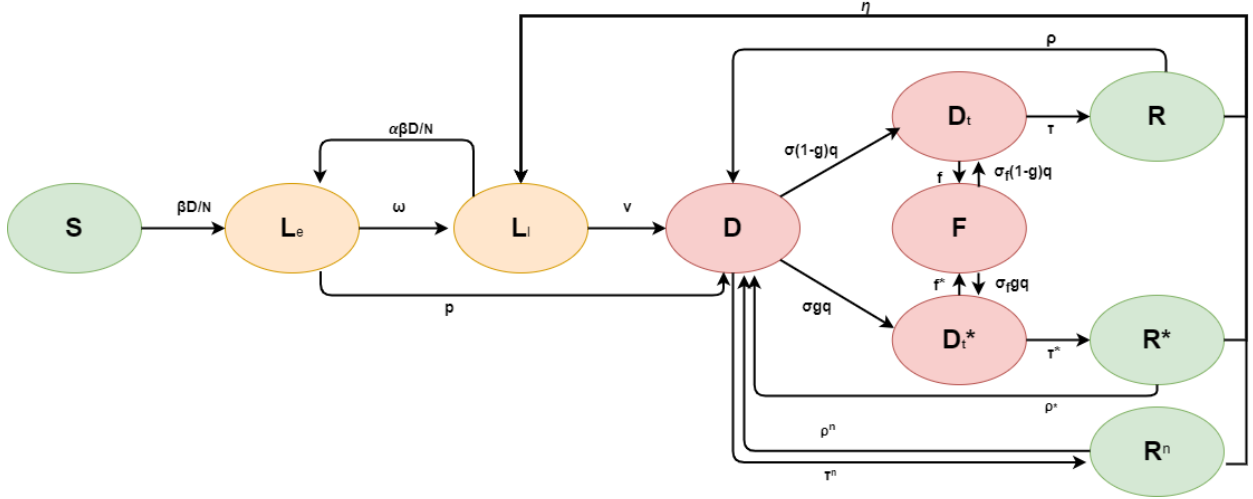 η
ρ
αβD/N
Dₜ
τ
R
σ(1-g)q
f
σf(1-g)q
S
βD/N
Lₑ
ω
Lₗ
v
D
F
f*
σfgq
p
σgq
Dₜ*
τ*
R*
ρ*
ρⁿ
Rⁿ
τⁿ